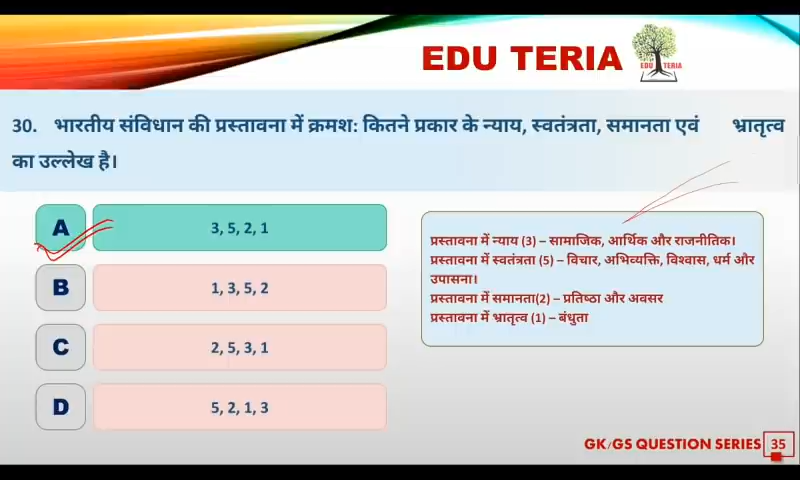 EDU TERIA
EDU TERIA
30. भारतीय संविधान की प्रस्तावना में क्रमश: कितने प्रकार के न्याय, स्वतंत्रता, समानता एवं भ्रातृत्व
का उल्लेख है।
A 3, 5, 2, 1
B 1, 3, 5, 2
C 2, 5, 3, 1
D 5, 2, 1, 3
प्रस्तावना में न्याय (3) – सामाजिक, आर्थिक और राजनीतिक।
प्रस्तावना में स्वतंत्रता (5) – विचार, अभिव्यक्ति, विश्वास, धर्म और
उपासना।
प्रस्तावना में समानता(2) – प्रतिष्ठा और अवसर
प्रस्तावना में भ्रातृत्व (1) – बंधुता
GK/GS QUESTION SERIES 35